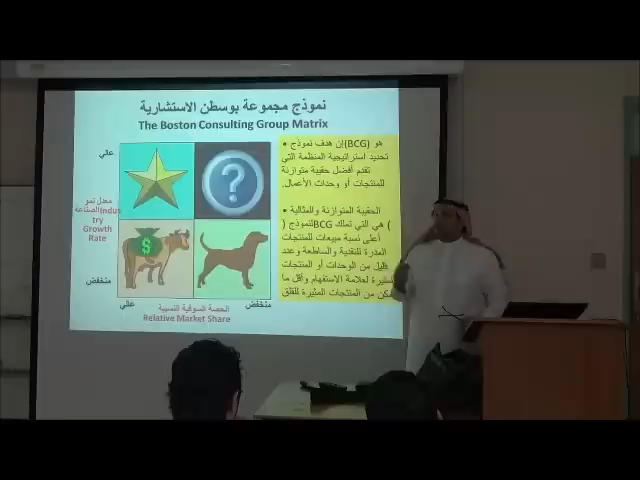 نموذج مجموعة بوسطن الاستشارية
The Boston Consulting Group Matrix
عالي
معدل نمو
الصناعةIndus
try
Growth
Rate
منخفض
عالي
منخفض
الحصة السوقية النسبية
Relative Market Share
?
$
• إن هدف نموذج(BCG) هو
تحديد استراتيجية المنظمة التي
تقدم أفضل حقيبة متوازنة
للمنتجات أو وحدات الأعمال.
• الحقيبة المتوازنة والمثالية
لنموذج (BCG) هي التي تملك
أعلى نسبة مبيعات للمنتجات
المدرة للنقدية والساطعة وعدد
قليل من الوحدات أو المنتجات
المثيرة لعلامة الاستفهام وأقل ما
يمكن من المنتجات المثيرة للقلق